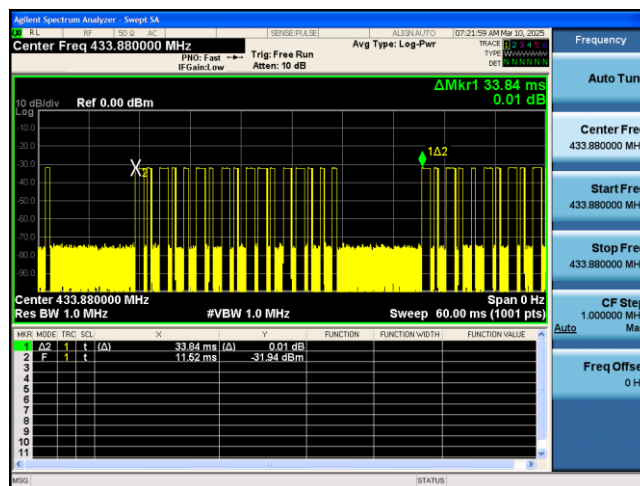 Agilent Spectrum Analyzer - Swept SA
RL RF 50 Ω AC SENSE:PULSE ALIGN AUTO 07:21:59 AM Mar 10, 2025
Center Freq 433.880000 MHz
PNO: Fast
IFGain:Low
Trig: Free Run
Atten: 10 dB
Avg Type: Log-Pwr
TRACE 1 2 3 4 5 6
TYPE
DET N N N N N N
ΔMkr1 33.84 ms
0.01 dB
10 dB/div Ref 0.00 dBm
Log
-10.0
-20.0
-30.0
-40.0
-50.0
-60.0
-70.0
-80.0
-90.0
X2
1Δ2
Center 433.880000 MHz Span 0 Hz
Res BW 1.0 MHz #VBW 1.0 MHz Sweep 60.00 ms (1001 pts)
MKR MODE TRC SCL X Y FUNCTION FUNCTION WIDTH FUNCTION VALUE
1 Δ2 1 t (Δ) 33.84 ms (Δ) 0.01 dB
2 F 1 t 11.52 ms -31.94 dBm
3
4
5
6
7
8
9
10
11
MSG STATUS
Frequency
Auto Tun
Center Fre
433.880000 MH
Start Fre
433.880000 MH
Stop Fre
433.880000 MH
CF Ste
1.000000 MH
Auto Ma
Freq Offse
0 H